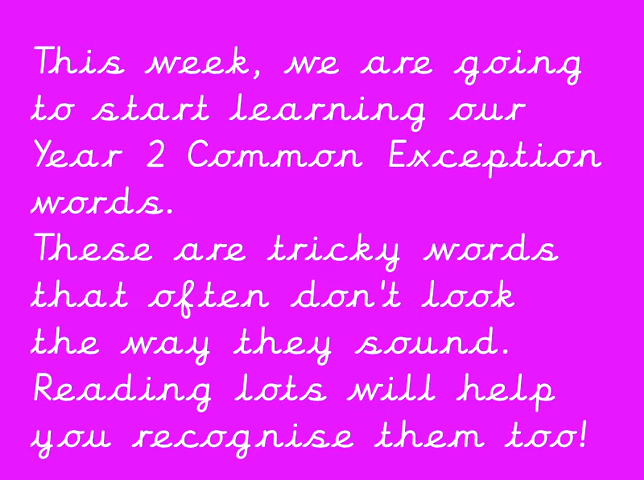 This week, we are going
to start learning our
Year 2 Common Exception
words.
These are tricky words
that often don't look
the way they sound.
Reading lots will help
you recognise them too!